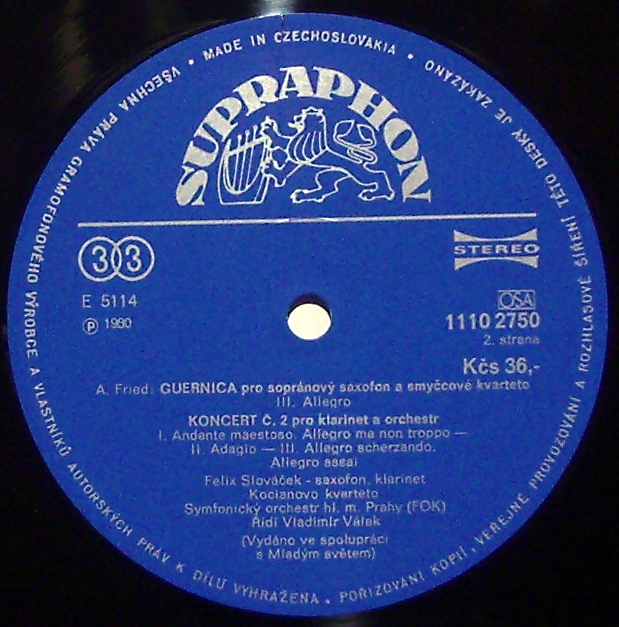 VŠECHNA PRÁVA GRAMOFONOVÉHO VÝROBCE A VLASTNÍKŮ AUTORSKÝCH PRÁV K DÍLU VYHRAŽENA. POŘIZOVÁNÍ KOPIÍ, VEŘEJNÉ PROVOZOVÁNÍ A ROZHLASOVÉ ŠÍŘENÍ TÉTO DESKY JE ZAKÁZÁNO
• MADE IN CZECHOSLOVAKIA •
SUPRAPHON
33
STEREO
E 5114
OSA
Ⓟ 1980
1110 2750
2. strana
Kčs 36,-
A. Fried: GUERNICA pro sopránový saxofon a smyčcové kvarteto
III. Allegro
KONCERT Č. 2 pro klarinet a orchestr
I. Andante maestoso. Allegro ma non troppo —
II. Adagio — III. Allegro scherzando.
Allegro assai
Felix Slováček - saxofon, klarinet
Kocianovo kvarteto
Symfonický orchestr hl. m. Prahy (FOK)
Řídí Vladimír Válek
(Vydáno ve spolupráci
s Mladým světem)